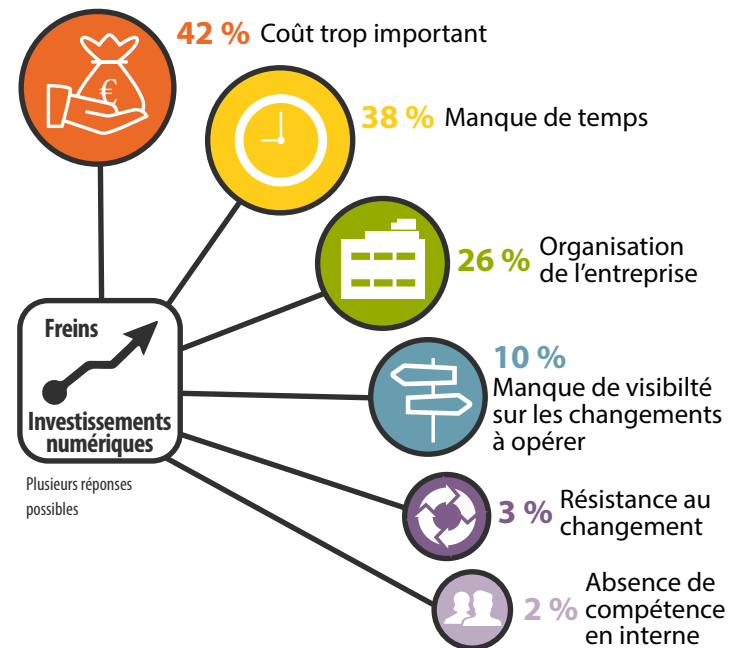 42 % Coût trop important
€
38 % Manque de temps
26 % Organisation
de l'entreprise
10 %
Manque de visibilté
sur les changements
à opérer
Freins
Investissements
numériques
Plusieurs réponses
possibles
3 % Résistance au
changement
2 % Absence de
compétence
en interne